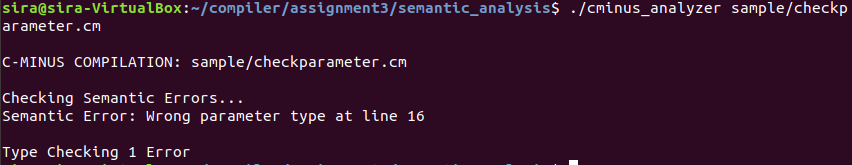 sira@sira-VirtualBox:~/compiler/assignment3/semantic_analysis$ ./cminus_analyzer sample/checkp
arameter.cm
C-MINUS COMPILATION: sample/checkparameter.cm
Checking Semantic Errors...
Semantic Error: Wrong parameter type at line 16
Type Checking 1 Error